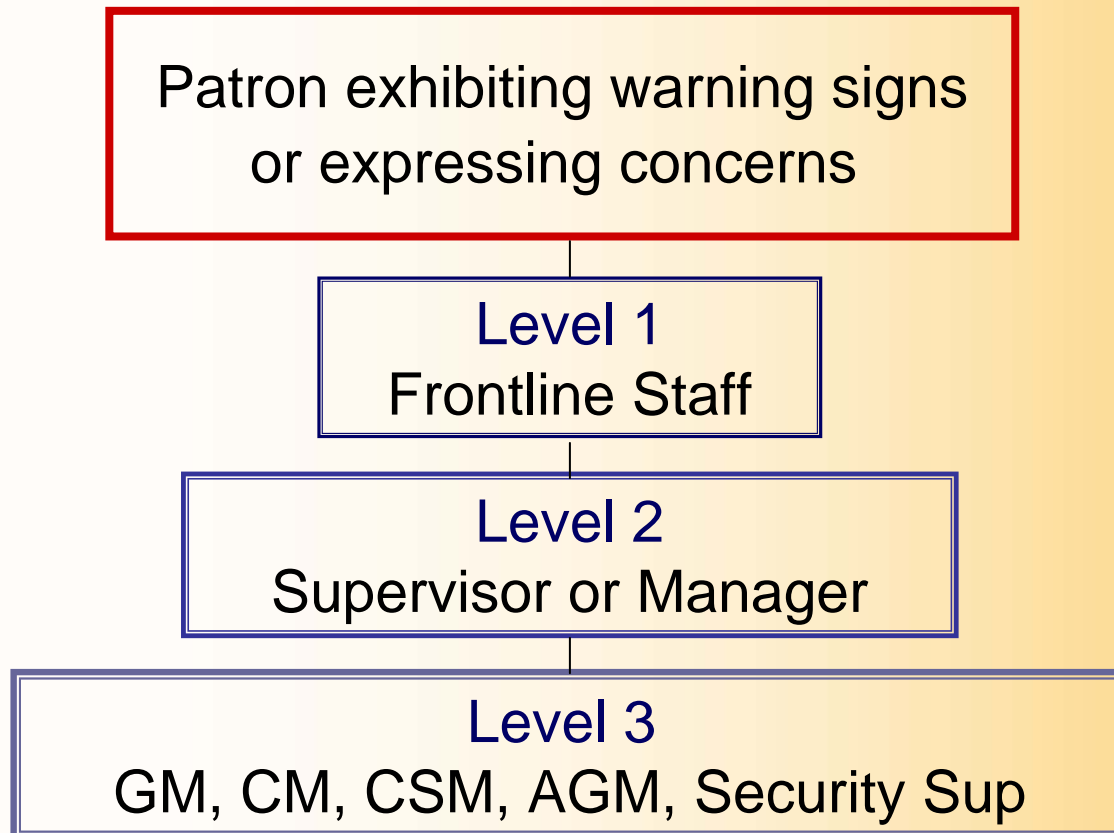 Patron exhibiting warning signs
or expressing concerns
Level 1
Frontline Staff
Level 2
Supervisor or Manager
Level 3
GM, CM, CSM, AGM, Security Sup